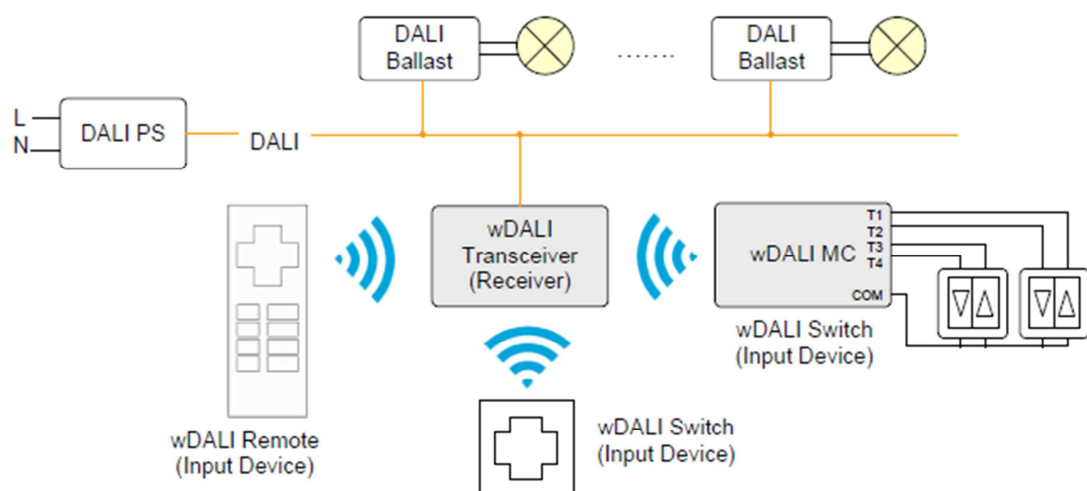 DALI
Ballast
.......
DALI
Ballast
L
N
DALI PS
DALI
wDALI
Transceiver
(Receiver)
wDALI MC
T1
T2
T3
T4
COM
wDALI Switch
(Input Device)
wDALI Remote
(Input Device)
wDALI Switch
(Input Device)